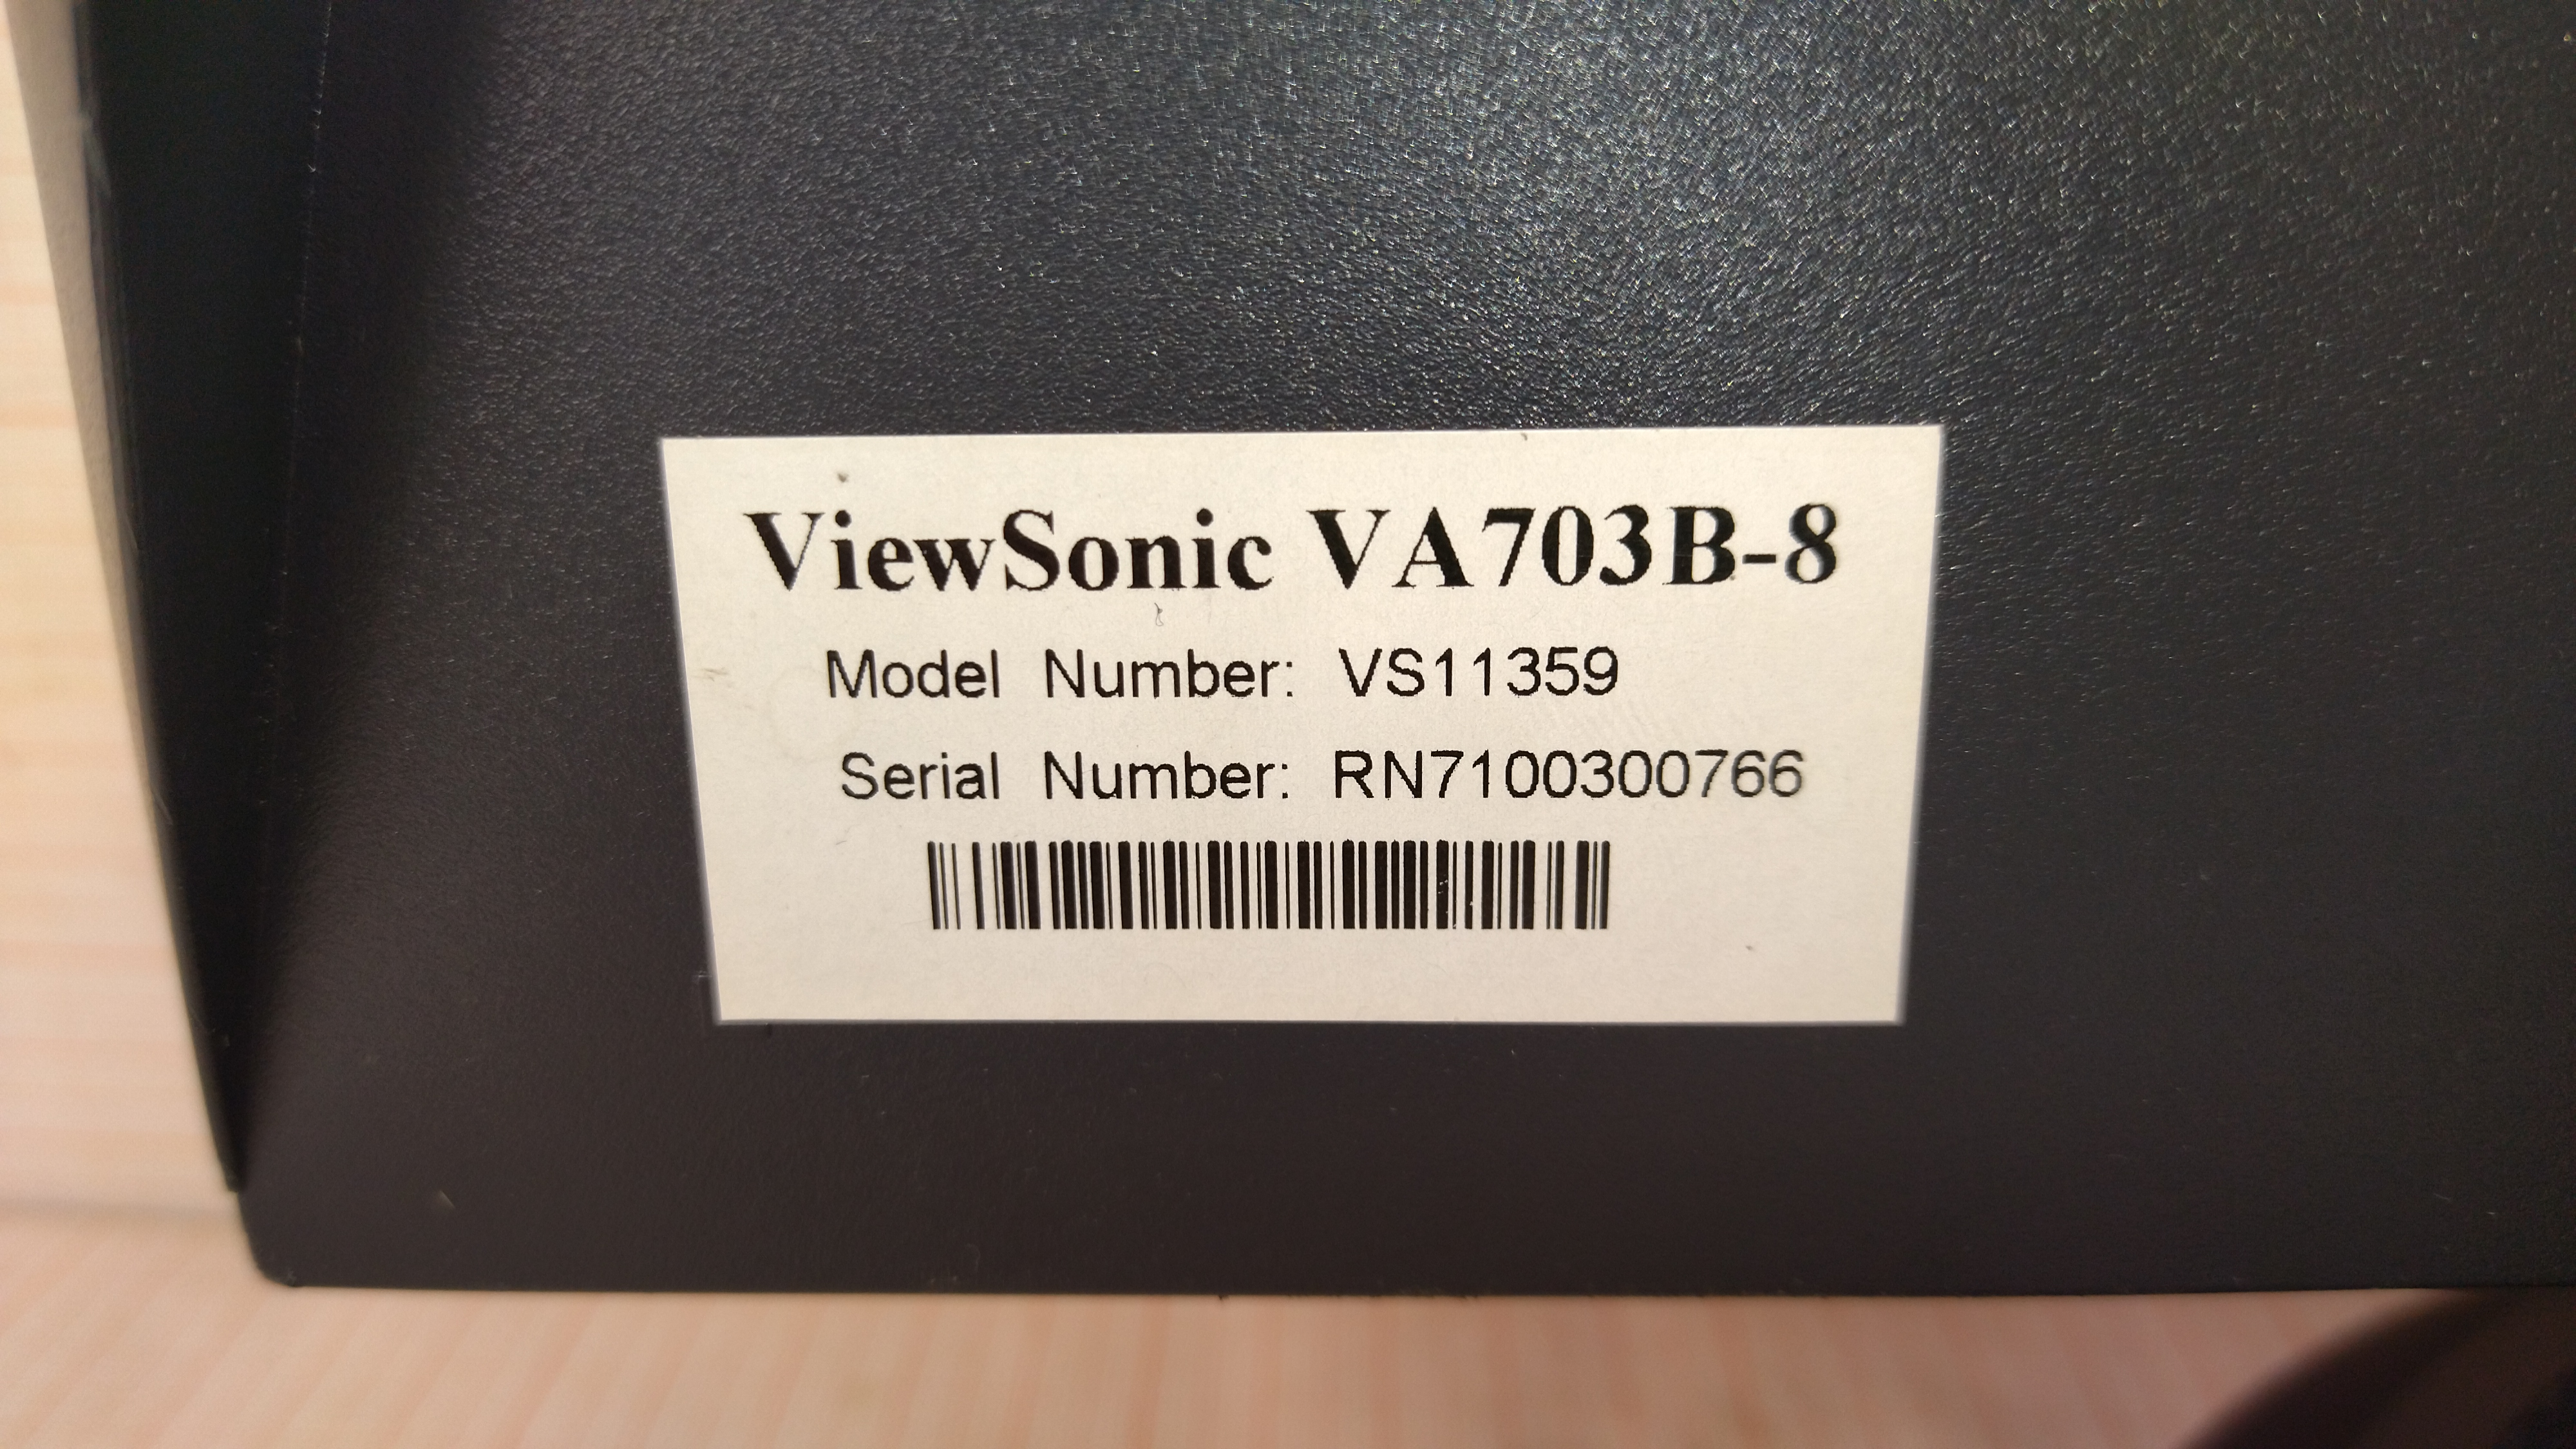 ViewSonic VA703B-8
Model Number: VS11359
Serial Number: RN7100300766